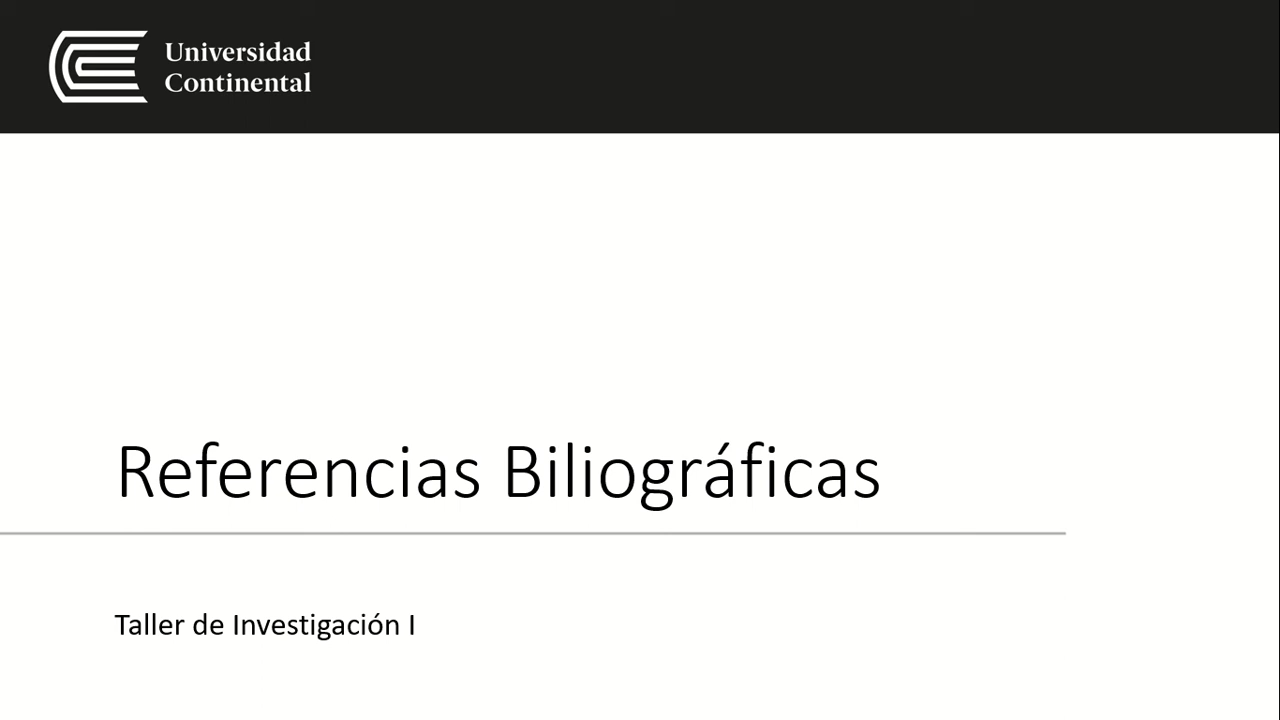 Universidad
Continental
Referencias Biliográficas
Taller de Investigación I